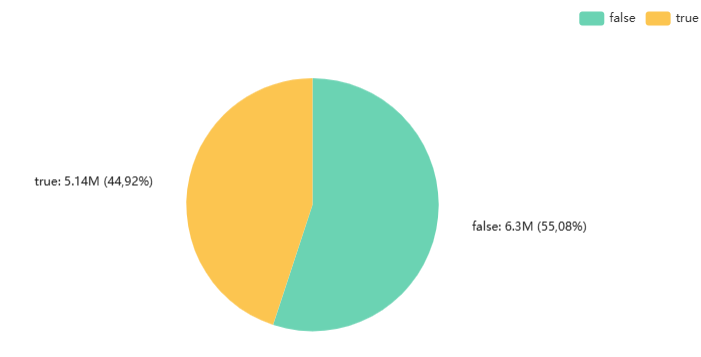 false true
true: 5.14M (44,92%)
false: 6.3M (55,08%)